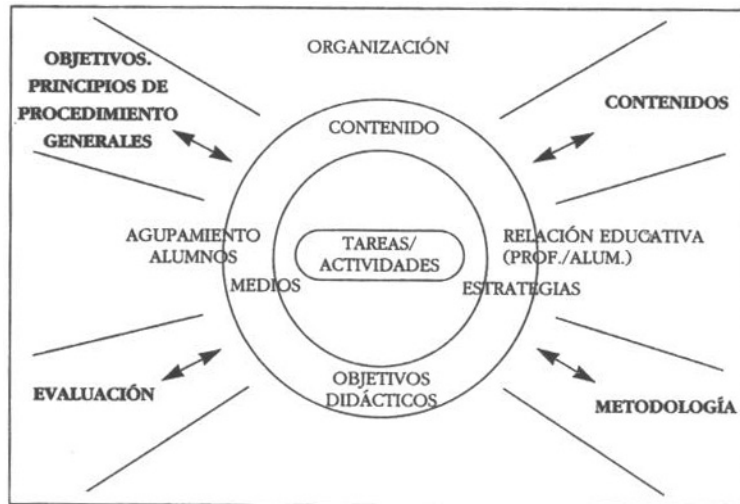 ORGANIZACIÓN
OBJETIVOS.
PRINCIPIOS DE
PROCEDIMIENTO
GENERALES
CONTENIDOS
CONTENIDO
AGUPAMIENTO
ALUMNOS
TAREAS/
ACTIVIDADES
RELACIÓN EDUCATIVA
(PROF./ALUM.)
MEDIOS
ESTRATEGIAS
OBJETIVOS
DIDÁCTICOS
EVALUACIÓN
METODOLOGÍA